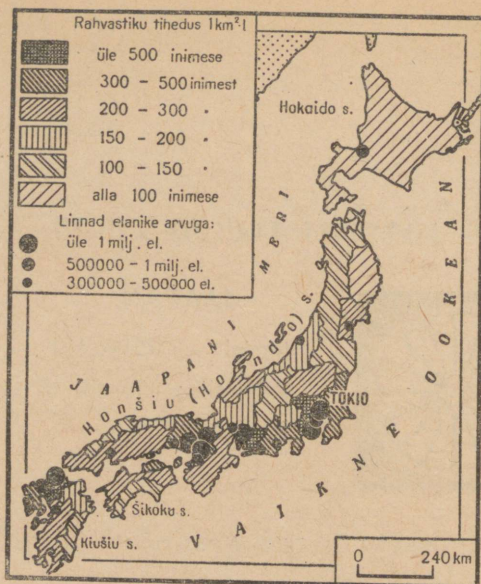 Rahvastiku tihedus 1km²-l
üle 500 inimese
300 - 500 inimest
200 - 300 "
150 - 200 "
100 - 150 "
alla 100 inimese
Linnad elanike arvuga:
üle 1 milj. el.
500000 - 1 milj. el.
300000 - 500000 el.
Hokaido s.
JAAPANI MERI
Honšiu (Hondo) s.
TOKIO
VAIKNE OOKEAN
Šikoku s.
Kiušiu s.
0 240 km